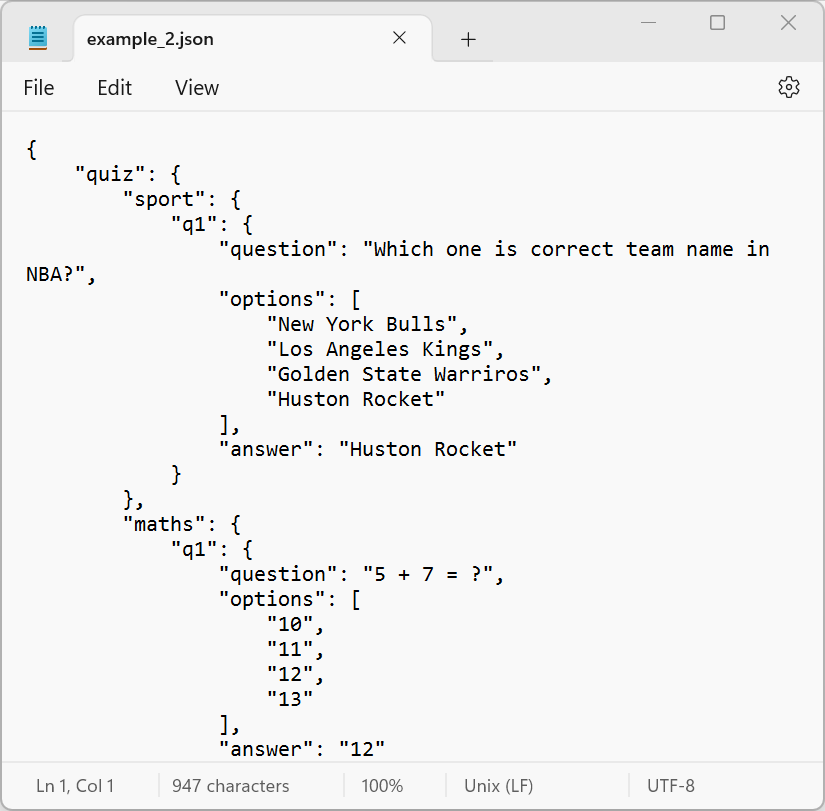 example_2.json
File Edit View
{
    "quiz": {
        "sport": {
            "q1": {
                "question": "Which one is correct team name in
NBA?",
                "options": [
                    "New York Bulls",
                    "Los Angeles Kings",
                    "Golden State Warriros",
                    "Huston Rocket"
                ],
                "answer": "Huston Rocket"
            }
        },
        "maths": {
            "q1": {
                "question": "5 + 7 = ?",
                "options": [
                    "10",
                    "11",
                    "12",
                    "13"
                ],
                "answer": "12"
Ln 1, Col 1 947 characters 100% Unix (LF) UTF-8